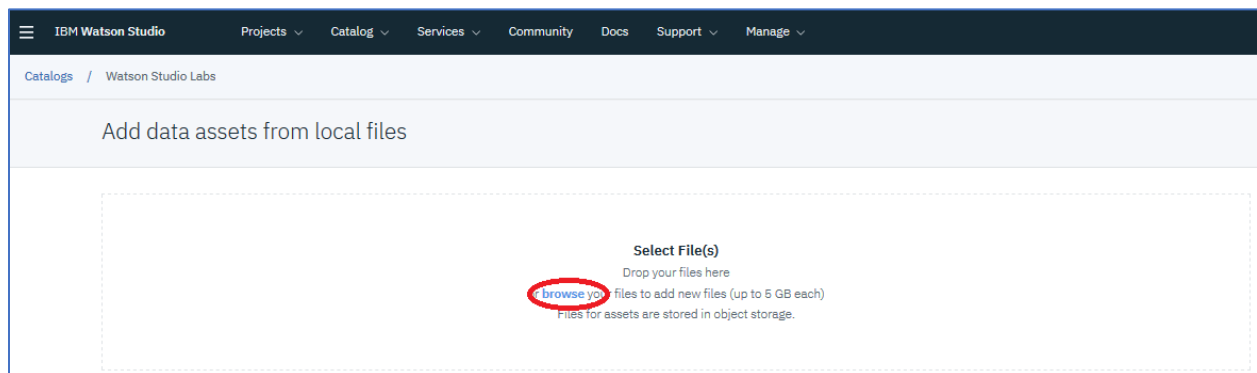 IBM Watson Studio Projects Catalog Services Community Docs Support Manage
Catalogs / Watson Studio Labs
Add data assets from local files
Select File(s)
Drop your files here
r browse your files to add new files (up to 5 GB each)
Files for assets are stored in object storage.